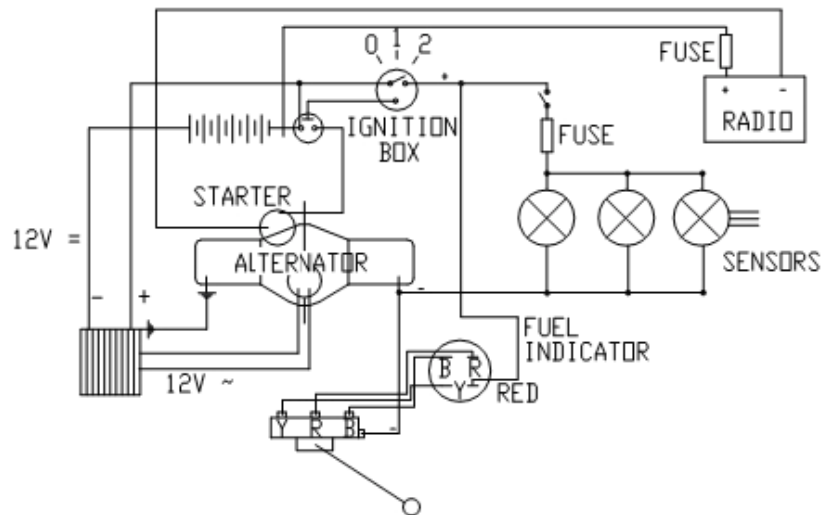 0 1 2
FUSE
+
+ -
RADIO
IGNITION
BOX
FUSE
STARTER
12V =
ALTERNATOR
SENSORS
- +
-
FUEL
INDICATOR
B R
Y
RED
12V ~
Y R B
-